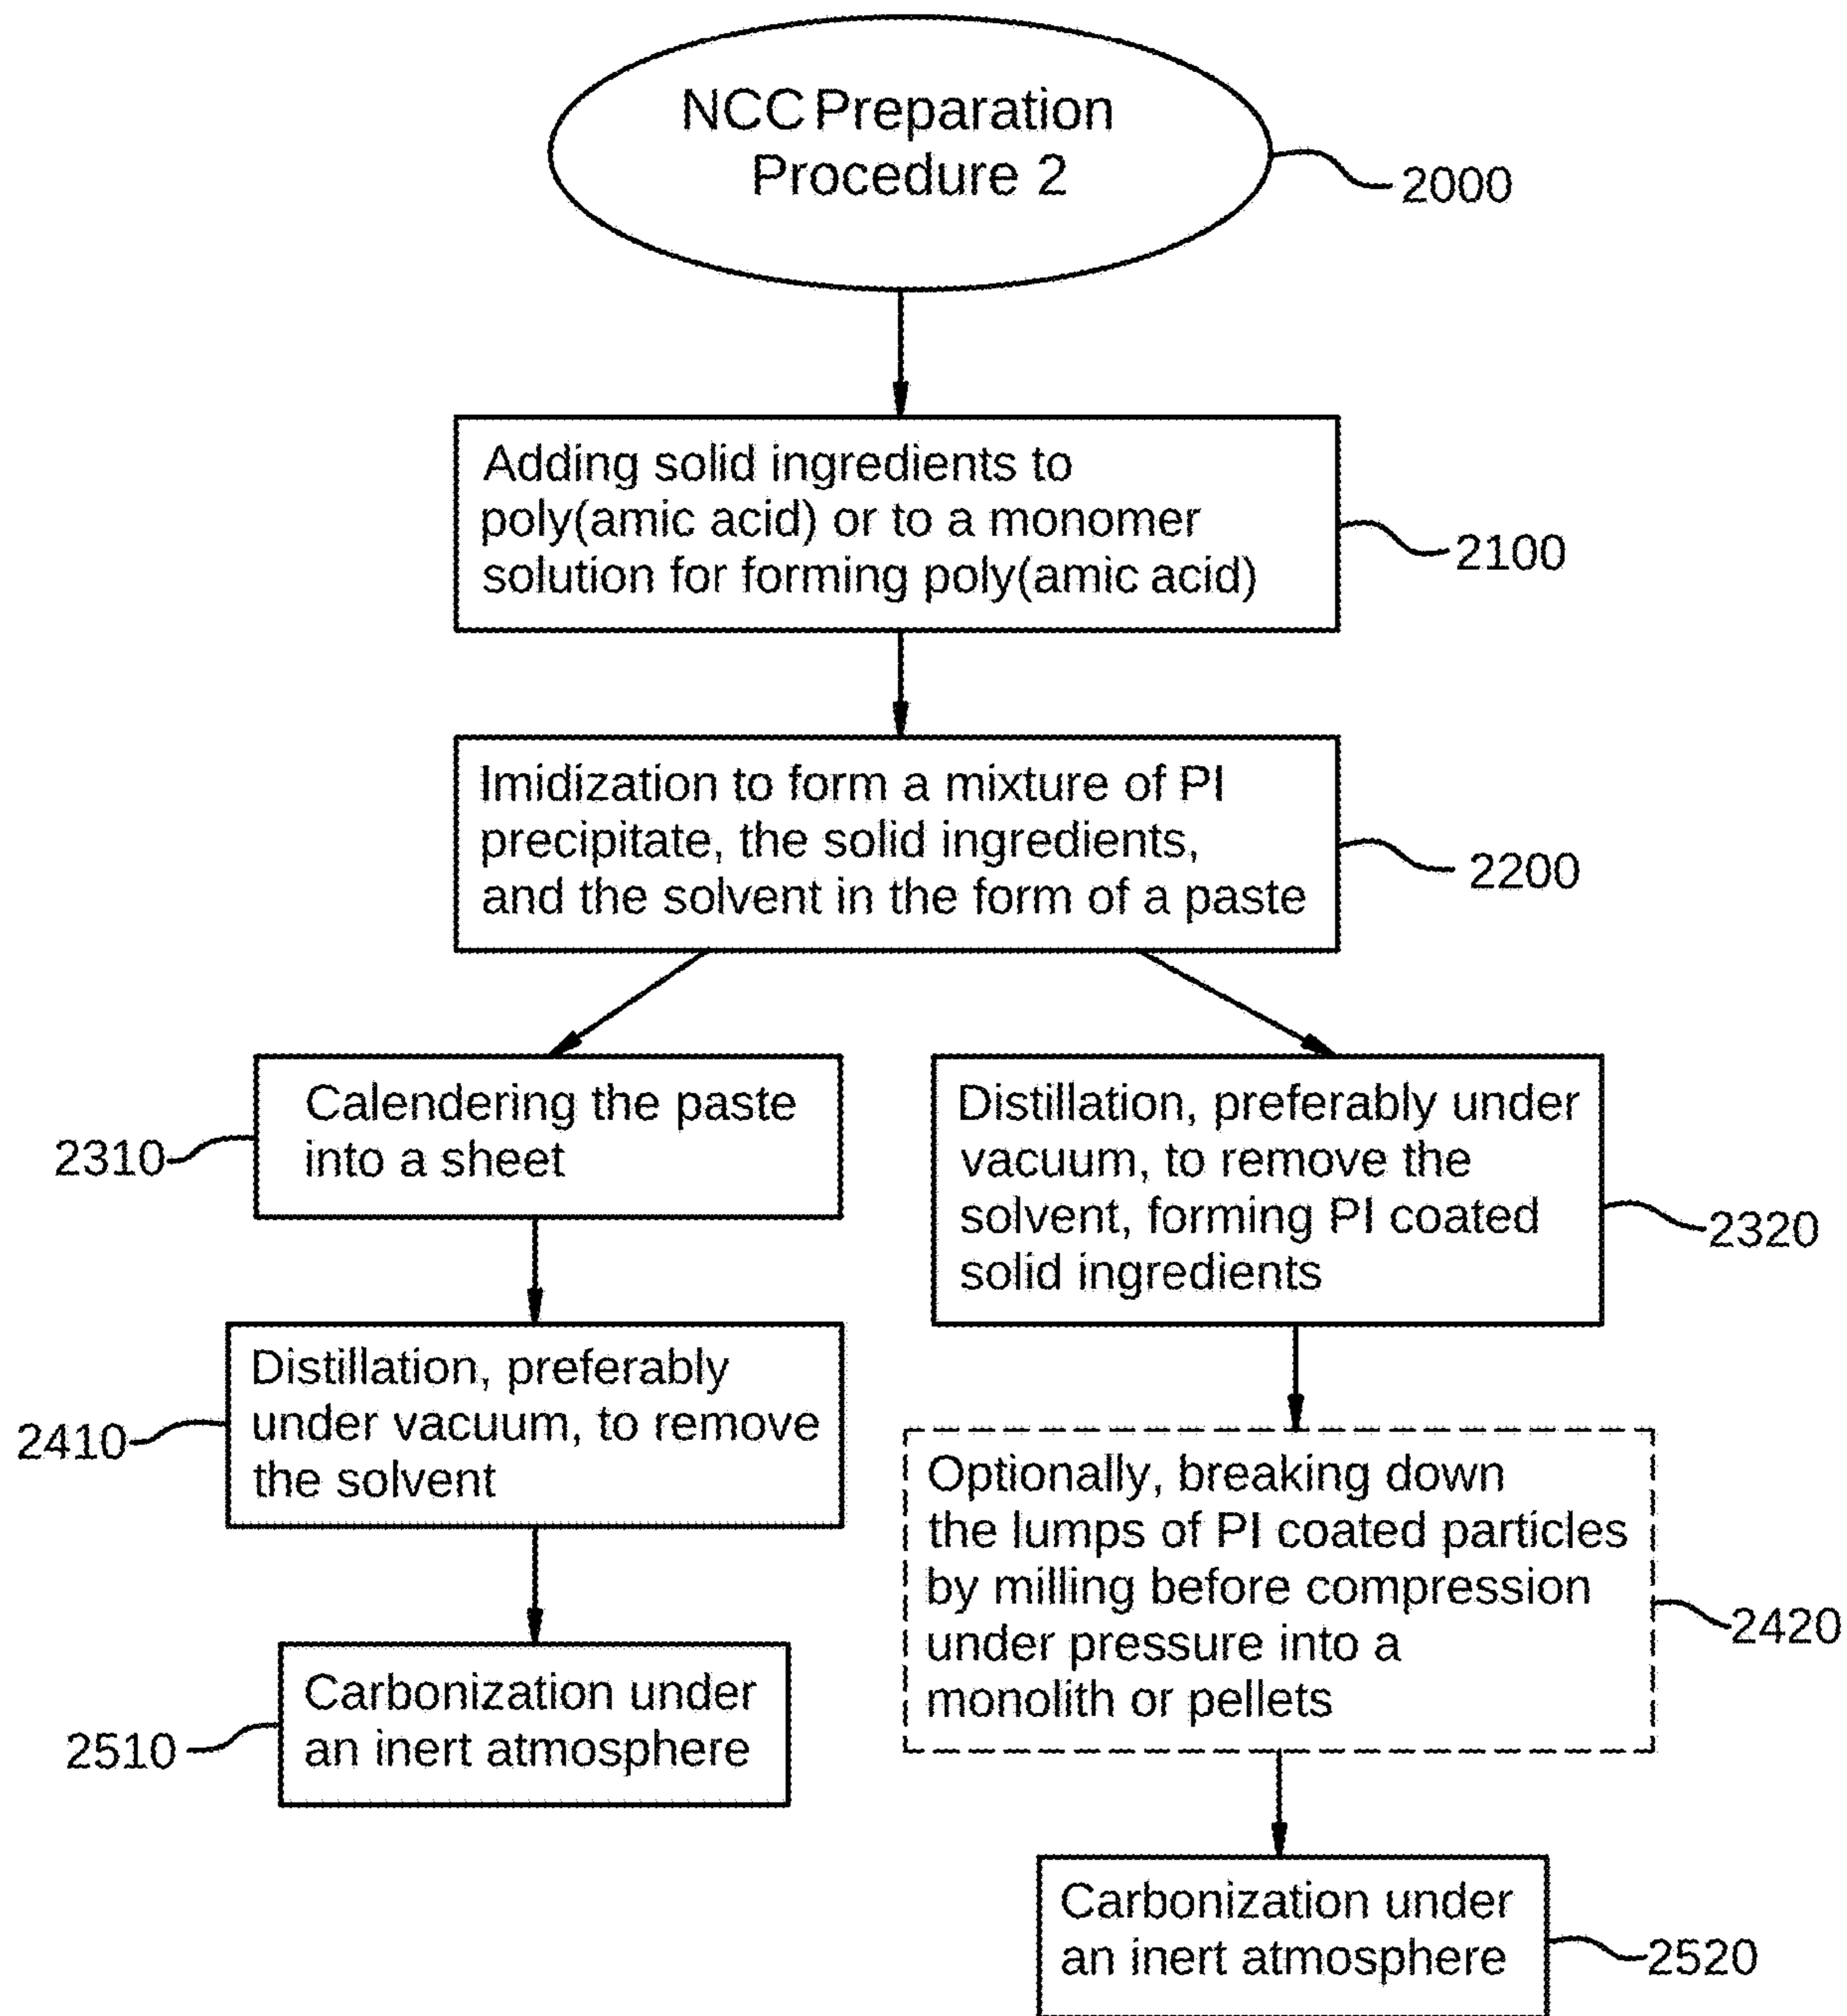 NCC Preparation
Procedure 2
2000
Adding solid ingredients to
poly(amic acid) or to a monomer
solution for forming poly(amic acid)
2100
Imidization to form a mixture of PI
precipitate, the solid ingredients,
and the solvent in the form of a paste
2200
Calendering the paste
into a sheet
2310
Distillation, preferably under
vacuum, to remove the
solvent, forming PI coated
solid ingredients
2320
Distillation, preferably
under vacuum, to remove
the solvent
2410
Optionally, breaking down
the lumps of PI coated particles
by milling before compression
under pressure into a
monolith or pellets
2420
Carbonization under
an inert atmosphere
2510
Carbonization under
an inert atmosphere
2520